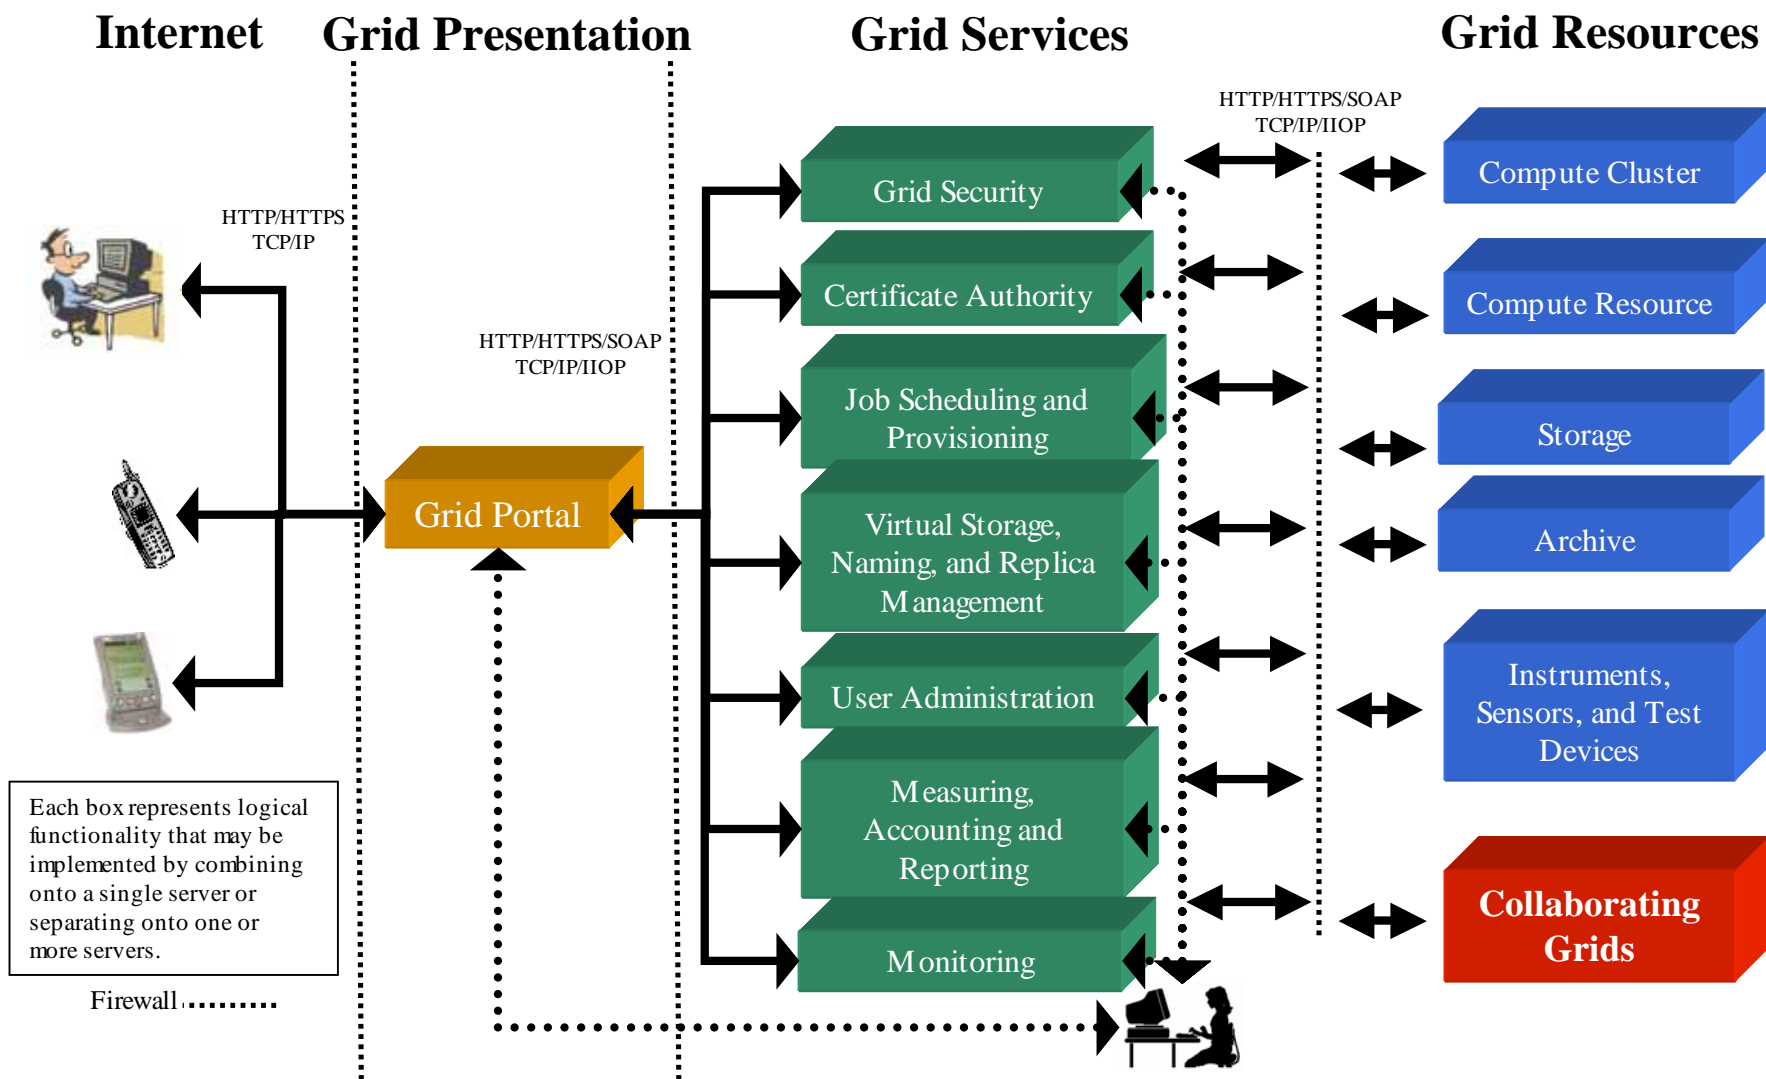 Internet
Grid Presentation
Grid Services
Grid Resources
HTTP/HTTPS
TCP/IP
HTTP/HTTPS/SOAP
TCP/IP/IIOP
Grid Portal
Grid Security
Certificate Authority
Job Scheduling and
Provisioning
Virtual Storage,
Naming, and Replica
Management
User Administration
Measuring,
Accounting and
Reporting
Monitoring
HTTP/HTTPS/SOAP
TCP/IP/IIOP
Compute Cluster
Compute Resource
Storage
Archive
Instruments,
Sensors, and Test
Devices
Collaborating
Grids
Each box represents logical
functionality that may be
implemented by combining
onto a single server or
separating onto one or
more servers.
Firewall